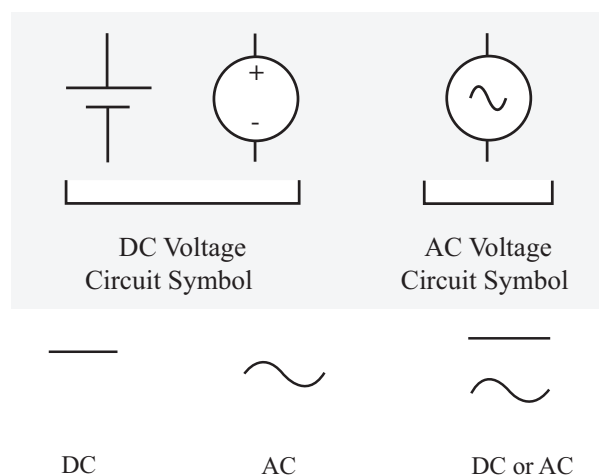 +
-
DC Voltage
Circuit Symbol
AC Voltage
Circuit Symbol
DC
AC
DC or AC